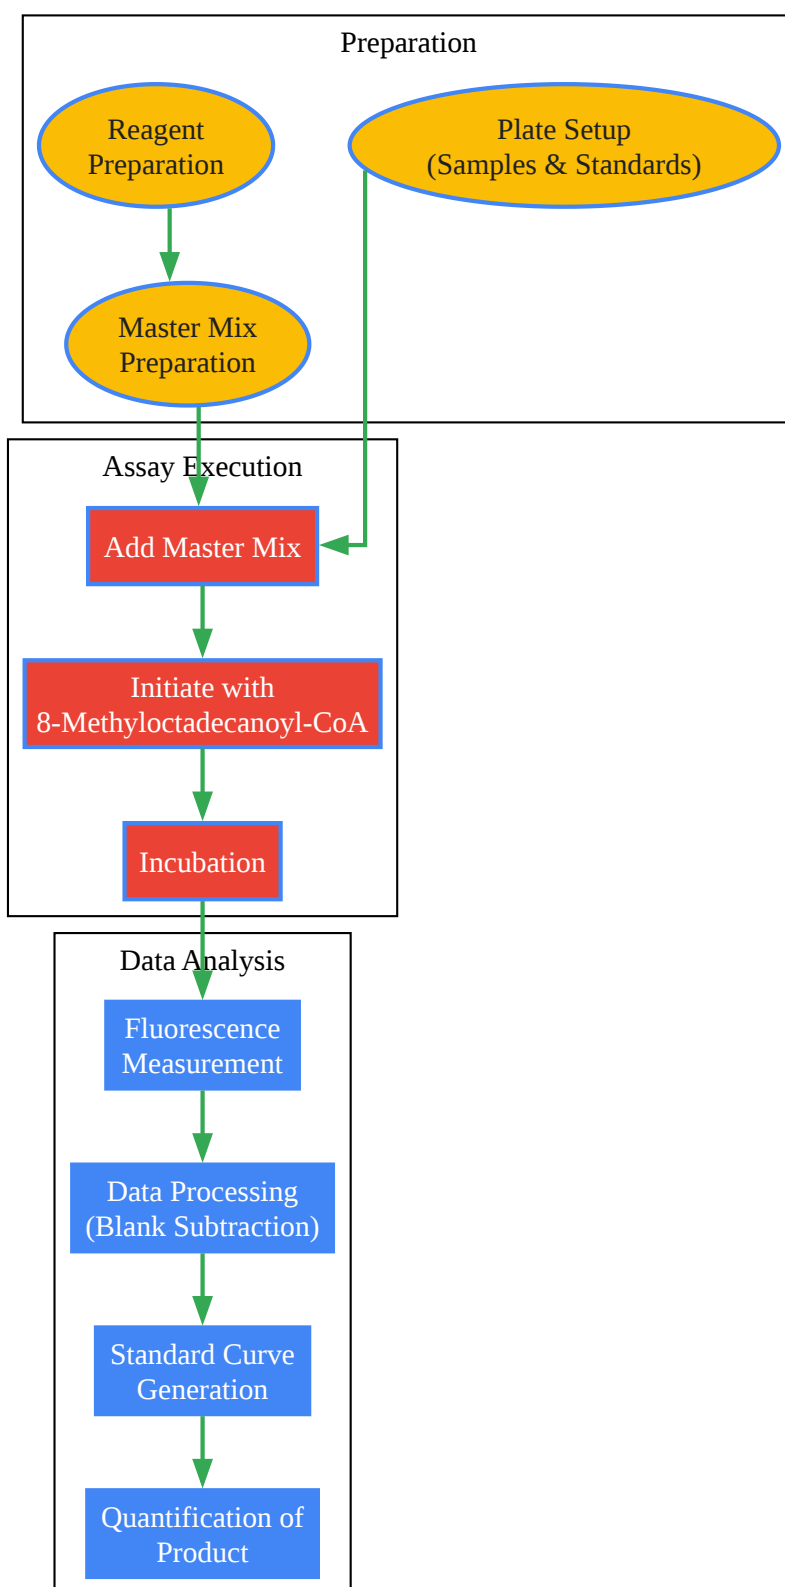 Preparation
Reagent
Preparation
Plate Setup
(Samples & Standards)
Master Mix
Preparation
Assay Execution
Add Master Mix
Initiate with
8-Methyloctadecanoyl-CoA
Incubation
Data Analysis
Fluorescence
Measurement
Data Processing
(Blank Subtraction)
Standard Curve
Generation
Quantification of
Product